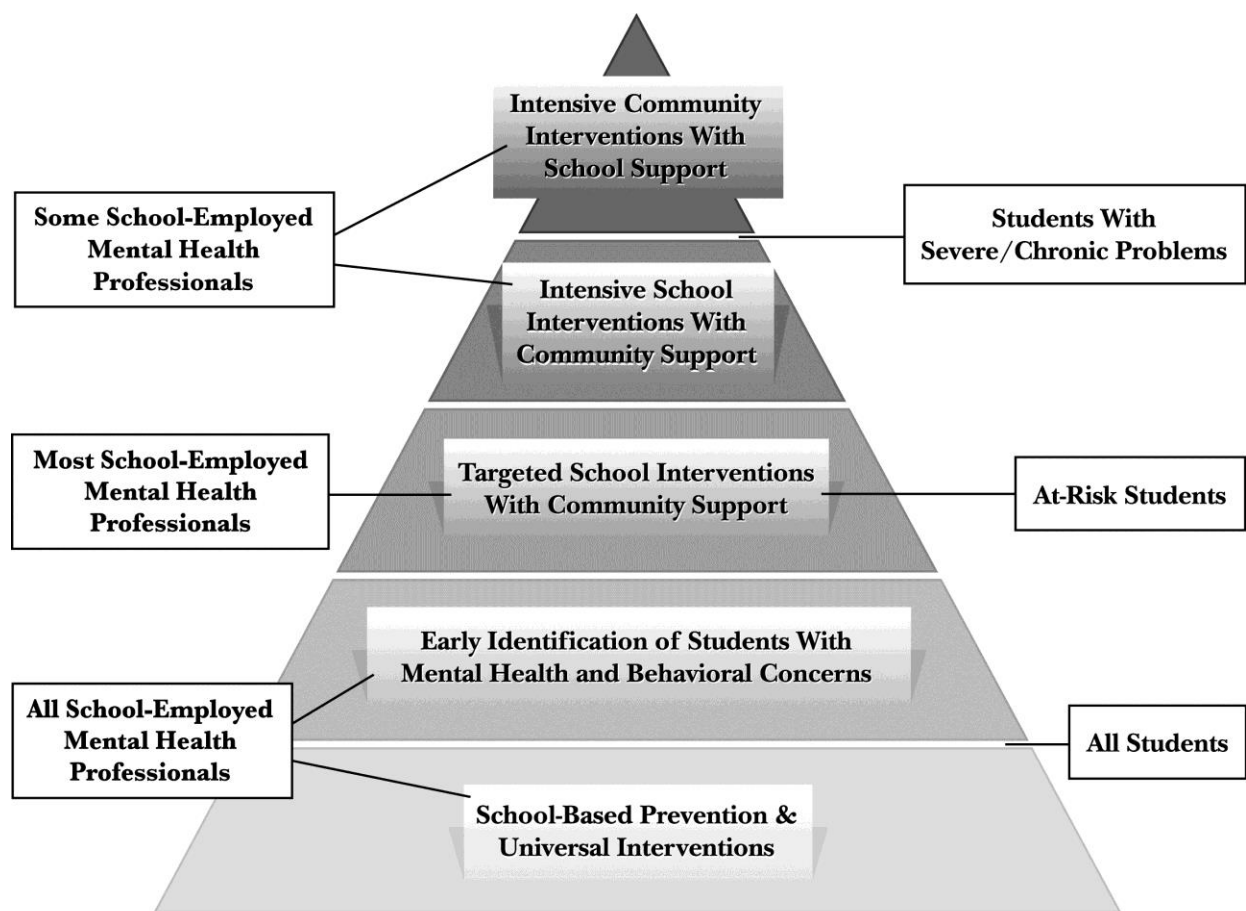 Intensive Community
Interventions With
School Support
Some School-Employed
Mental Health
Professionals
Students With
Severe/Chronic Problems
Intensive School
Interventions With
Community Support
Most School-Employed
Mental Health
Professionals
Targeted School Interventions
With Community Support
At-Risk Students
Early Identification of Students With
Mental Health and Behavioral Concerns
All School-Employed
Mental Health
Professionals
All Students
School-Based Prevention &
Universal Interventions